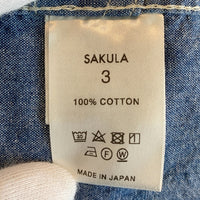 SAKULA
3
100% COTTON
MADE IN JAPAN